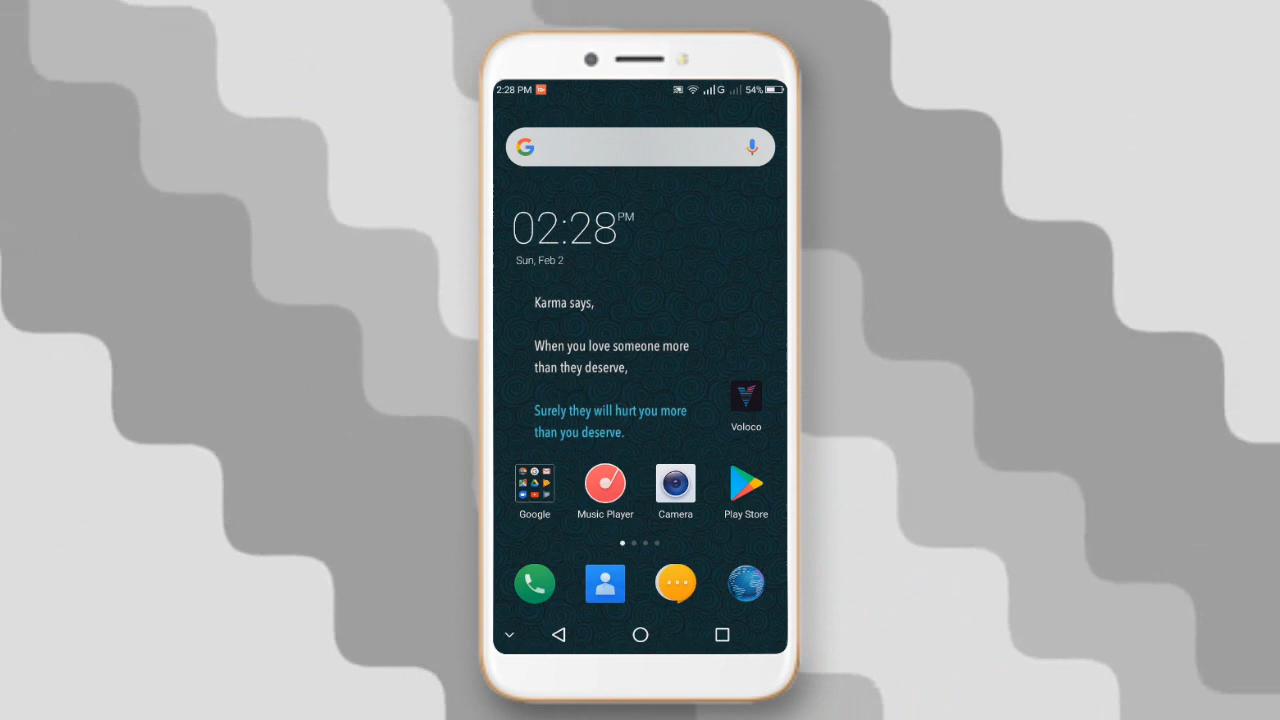 2:28 PM G 54%
02:28 PM
Sun, Feb 2
Karma says,
When you love someone more
than they deserve,
Surely they will hurt you more
than you deserve.
Voloco
Google Music Player Camera Play Store